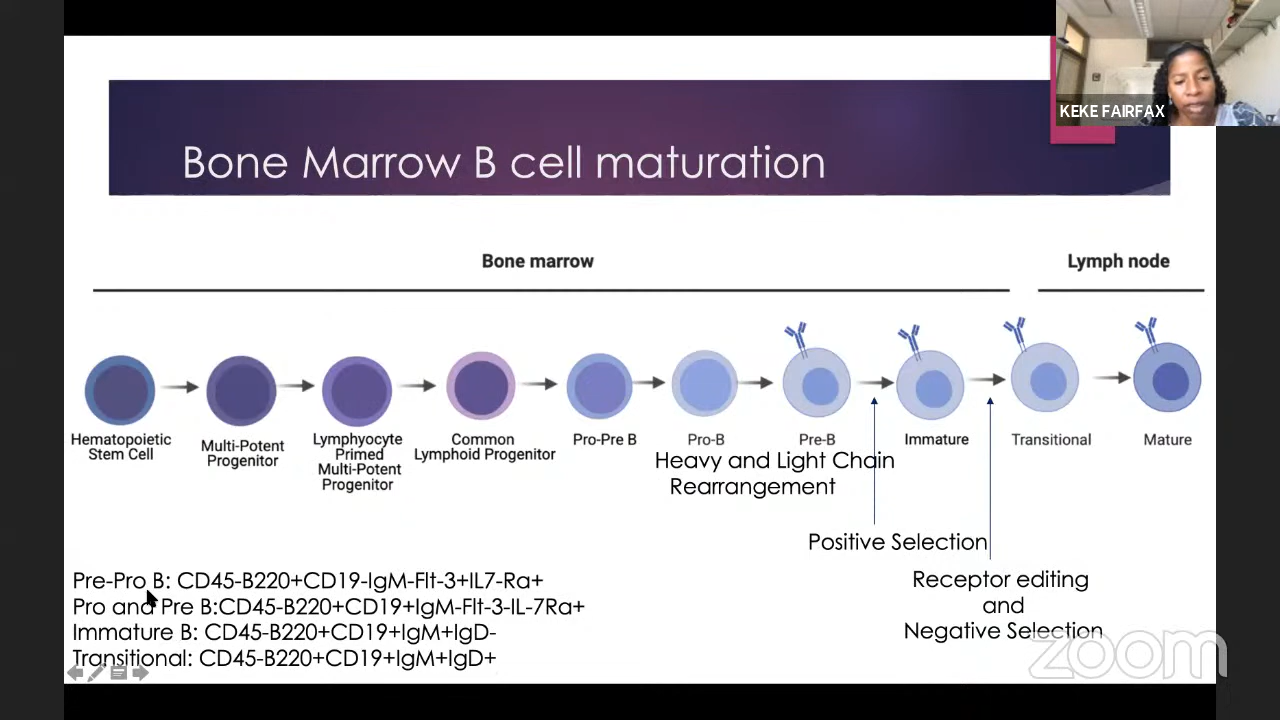 KEKE FAIRFAX
Bone Marrow B cell maturation
Bone marrow
Lymph node
Hematopoietic
Stem Cell
Multi-Potent
Progenitor
Lymphyocyte
Primed
Multi-Potent
Progenitor
Common
Lymphoid Progenitor
Pro-Pre B
Pro-B
Pre-B
Immature
Transitional
Mature
Heavy and Light Chain
Rearrangement
Positive Selection
Receptor editing
and
Negative Selection
Pre-Pro B: CD45-B220+CD19-IgM-Flt-3+IL7-Ra+
Pro and Pre B:CD45-B220+CD19+IgM-Flt-3-IL-7Ra+
Immature B: CD45-B220+CD19+IgM+IgD-
Transitional: CD45-B220+CD19+IgM+IgD+
zoom